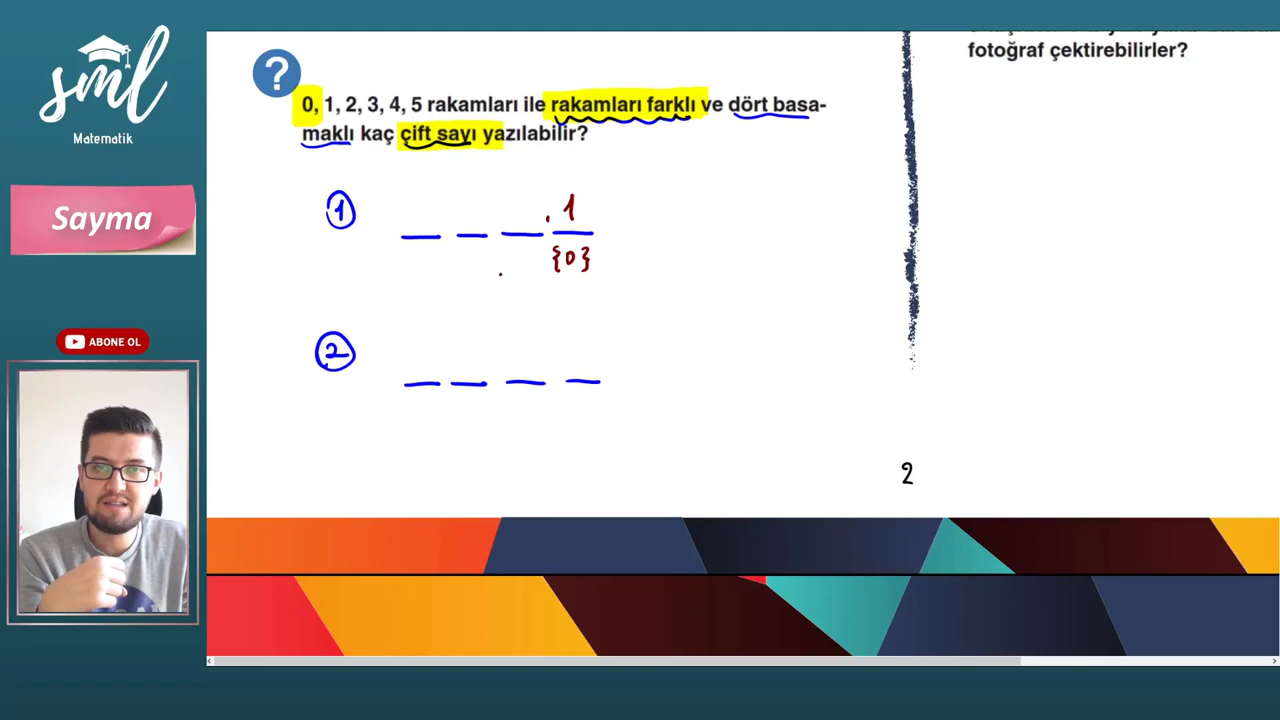 sml
Matematik
Sayma
ABONE OL
?
0, 1, 2, 3, 4, 5 rakamları ile rakamları farklı ve dört basa-
maklı kaç çift sayı yazılabilir?
1
. 1
{0}
2
fotoğraf çektirebilirler?
2